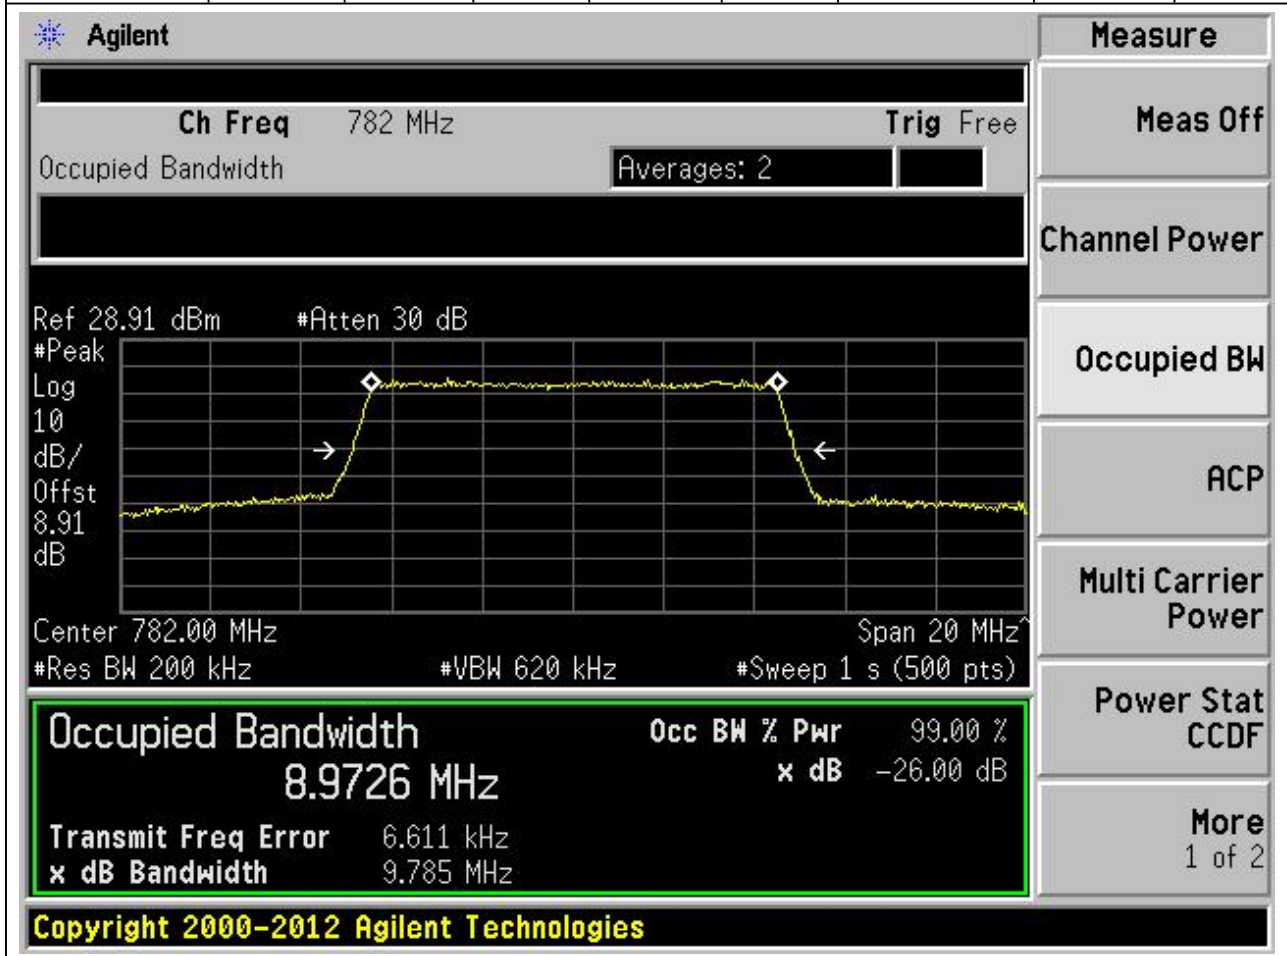 Agilent
Measure
Ch Freq 782 MHz Trig Free
Occupied Bandwidth Averages: 2
Meas Off
Channel Power
Occupied BW
ACP
Multi Carrier
Power
Power Stat
CCDF
More
1 of 2
Ref 28.91 dBm #Atten 30 dB
#Peak
Log
10
dB/
Offst
8.91
dB
Center 782.00 MHz Span 20 MHz^
#Res BW 200 kHz #VBW 620 kHz #Sweep 1 s (500 pts)
Occupied Bandwidth Occ BW % Pwr 99.00 %
8.9726 MHz x dB -26.00 dB
Transmit Freq Error 6.611 kHz
x dB Bandwidth 9.785 MHz
Copyright 2000-2012 Agilent Technologies